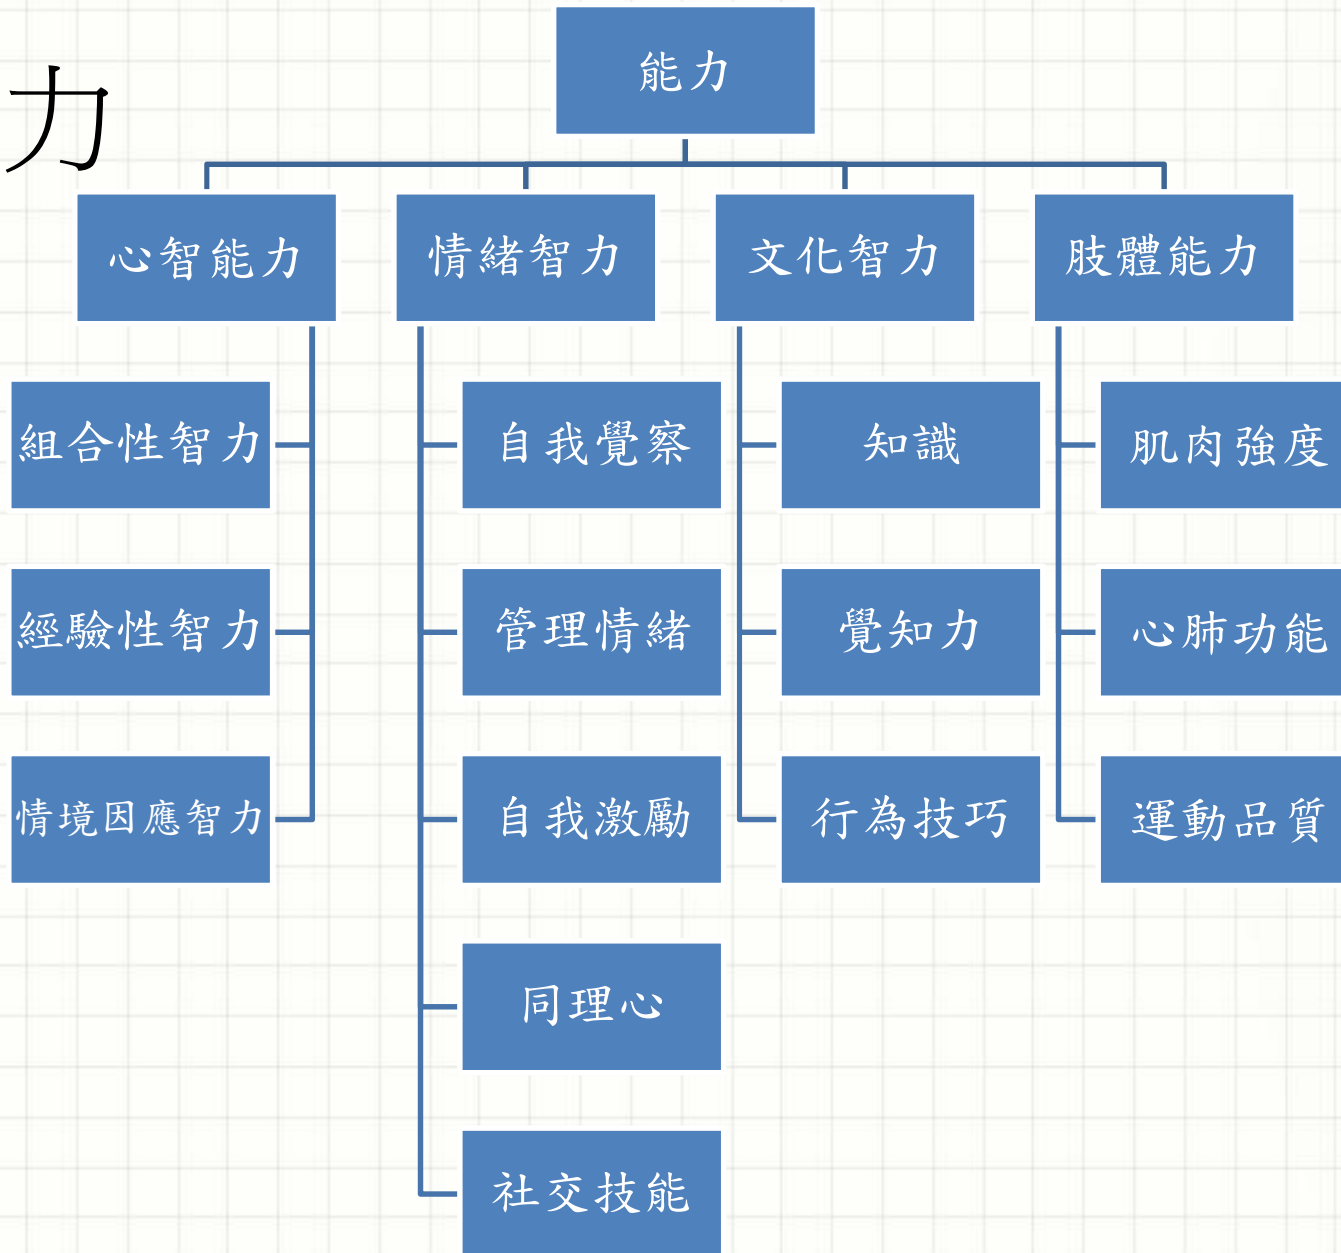 力
能力
心智能力
組合性智力
經驗性智力
情境因應智力
情緒智力
自我覺察
管理情緒
自我激勵
同理心
社交技能
文化智力
知識
覺知力
行為技巧
肢體能力
肌肉強度
心肺功能
運動品質